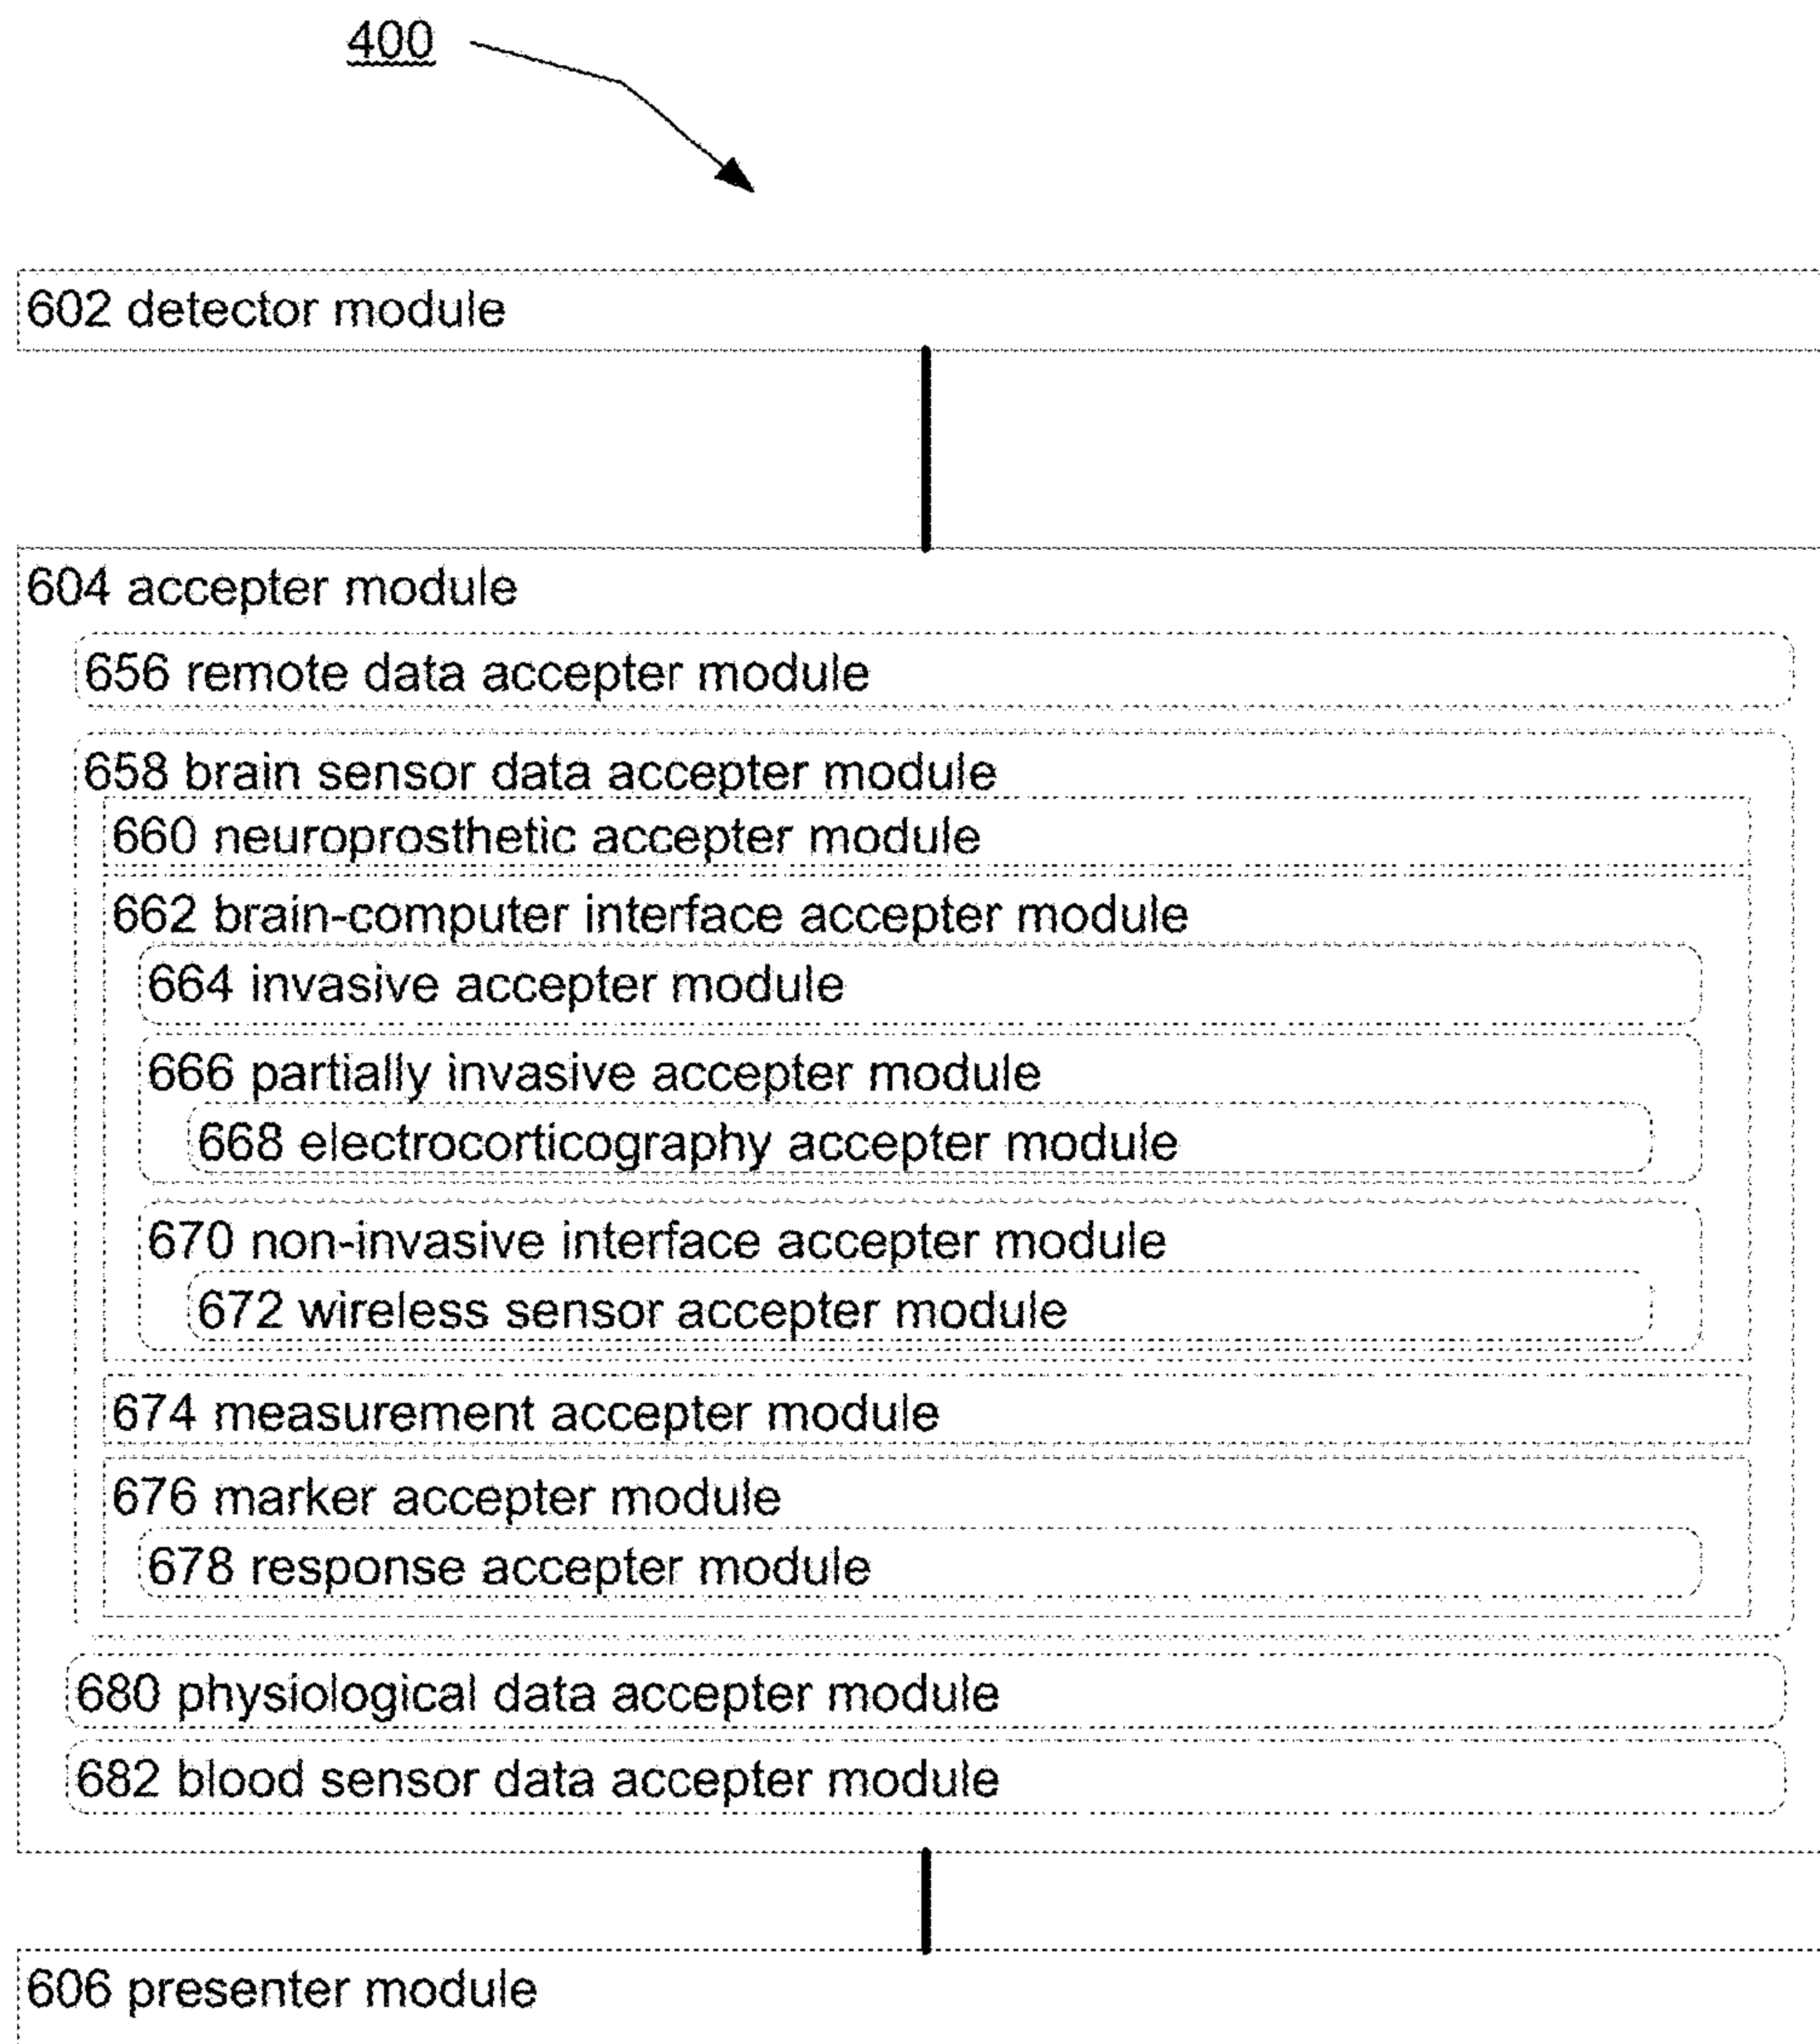 400
602 detector module
604 accepter module
656 remote data accepter module
658 brain sensor data accepter module
660 neuroprosthetic accepter module
662 brain-computer interface accepter module
664 invasive accepter module
666 partially invasive accepter module
668 electrocorticography accepter module
670 non-invasive interface accepter module
672 wireless sensor accepter module
674 measurement accepter module
676 marker accepter module
678 response accepter module
680 physiological data accepter module
682 blood sensor data accepter module
606 presenter module